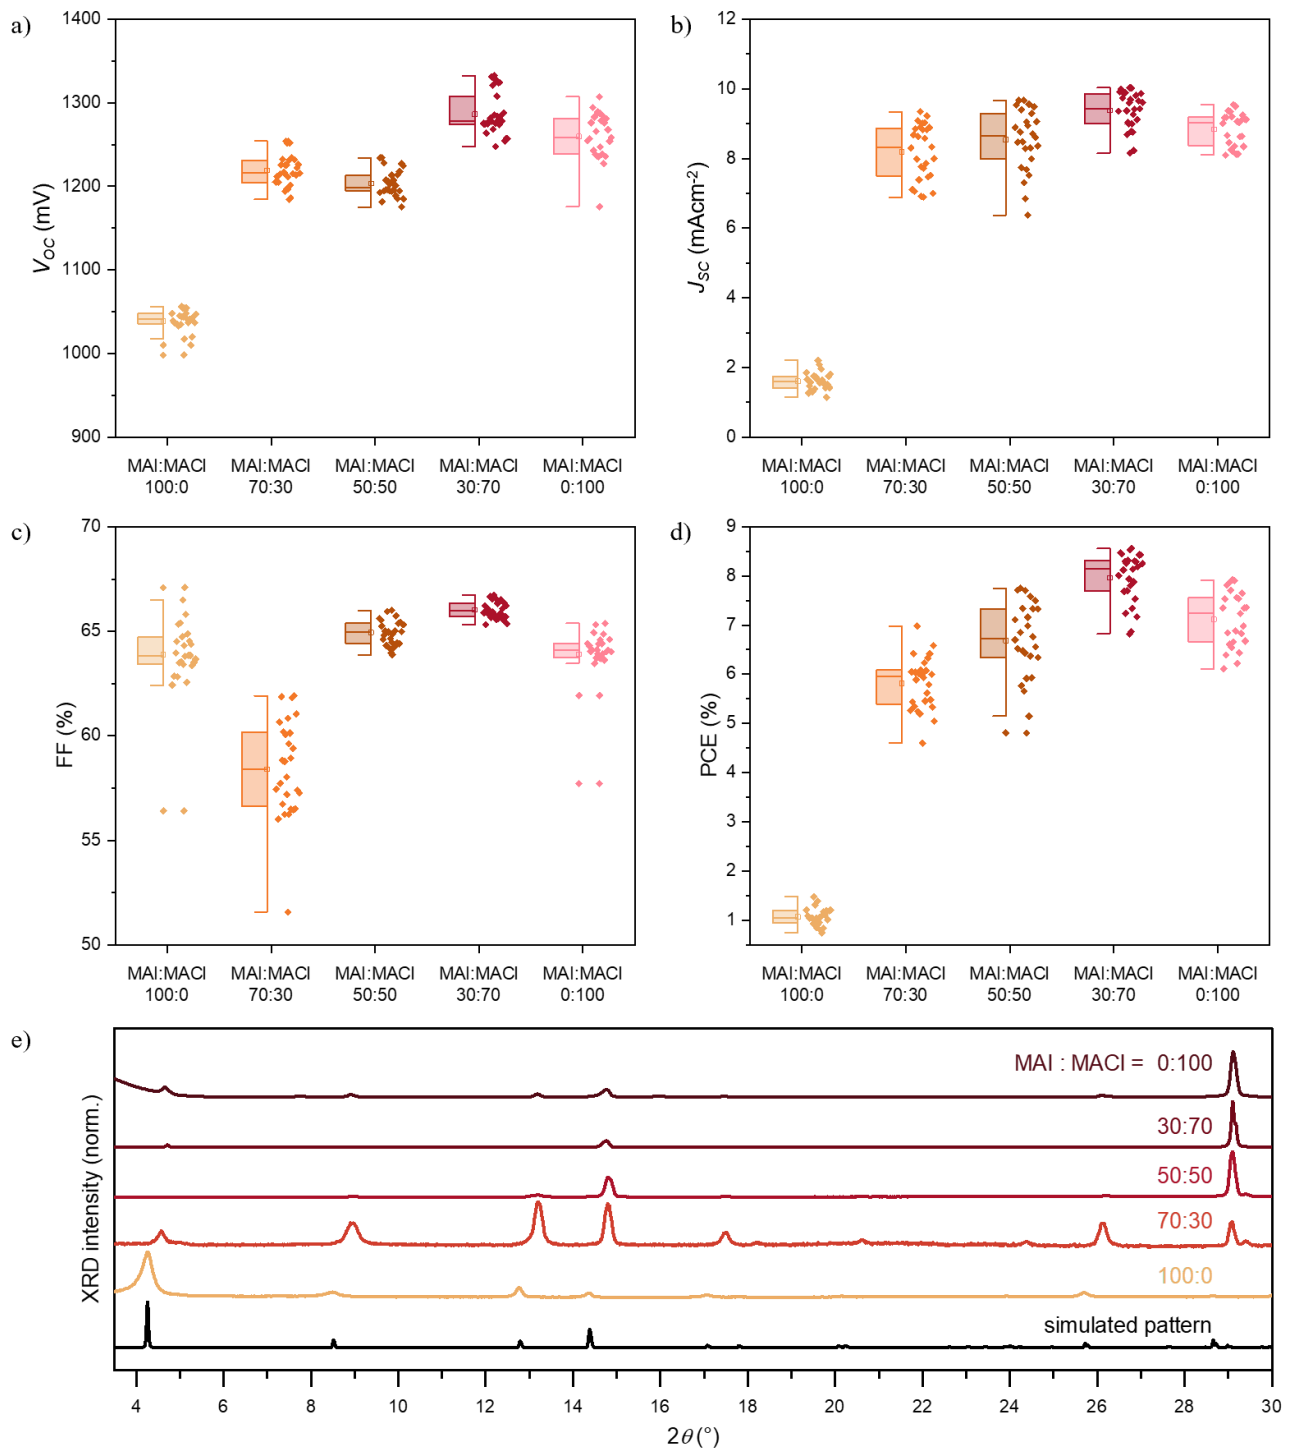 a)
1400
1300
1200
1100
1000
900
V_OC (mV)
MAI:MACl 100:0
MAI:MACl 70:30
MAI:MACl 50:50
MAI:MACl 30:70
MAI:MACl 0:100
b)
12
10
8
6
4
2
0
J_SC (mAcm⁻²)
MAI:MACl 100:0
MAI:MACl 70:30
MAI:MACl 50:50
MAI:MACl 30:70
MAI:MACl 0:100
c)
70
65
60
55
50
FF (%)
MAI:MACl 100:0
MAI:MACl 70:30
MAI:MACl 50:50
MAI:MACl 30:70
MAI:MACl 0:100
d)
9
8
7
6
5
4
3
2
1
PCE (%)
MAI:MACl 100:0
MAI:MACl 70:30
MAI:MACl 50:50
MAI:MACl 30:70
MAI:MACl 0:100
e)
XRD intensity (norm.)
MAI : MACl = 0:100
30:70
50:50
70:30
100:0
simulated pattern
4 6 8 10 12 14 16 18 20 22 24 26 28 30
2θ (°)